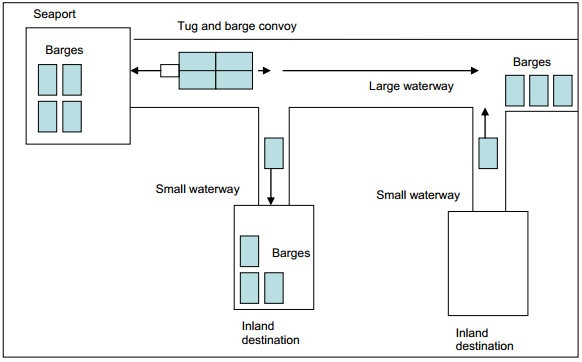 Seaport
Tug and barge convoy
Barges
Barges
Large waterway
Small waterway
Small waterway
Barges
Inland
destination
Inland
destination